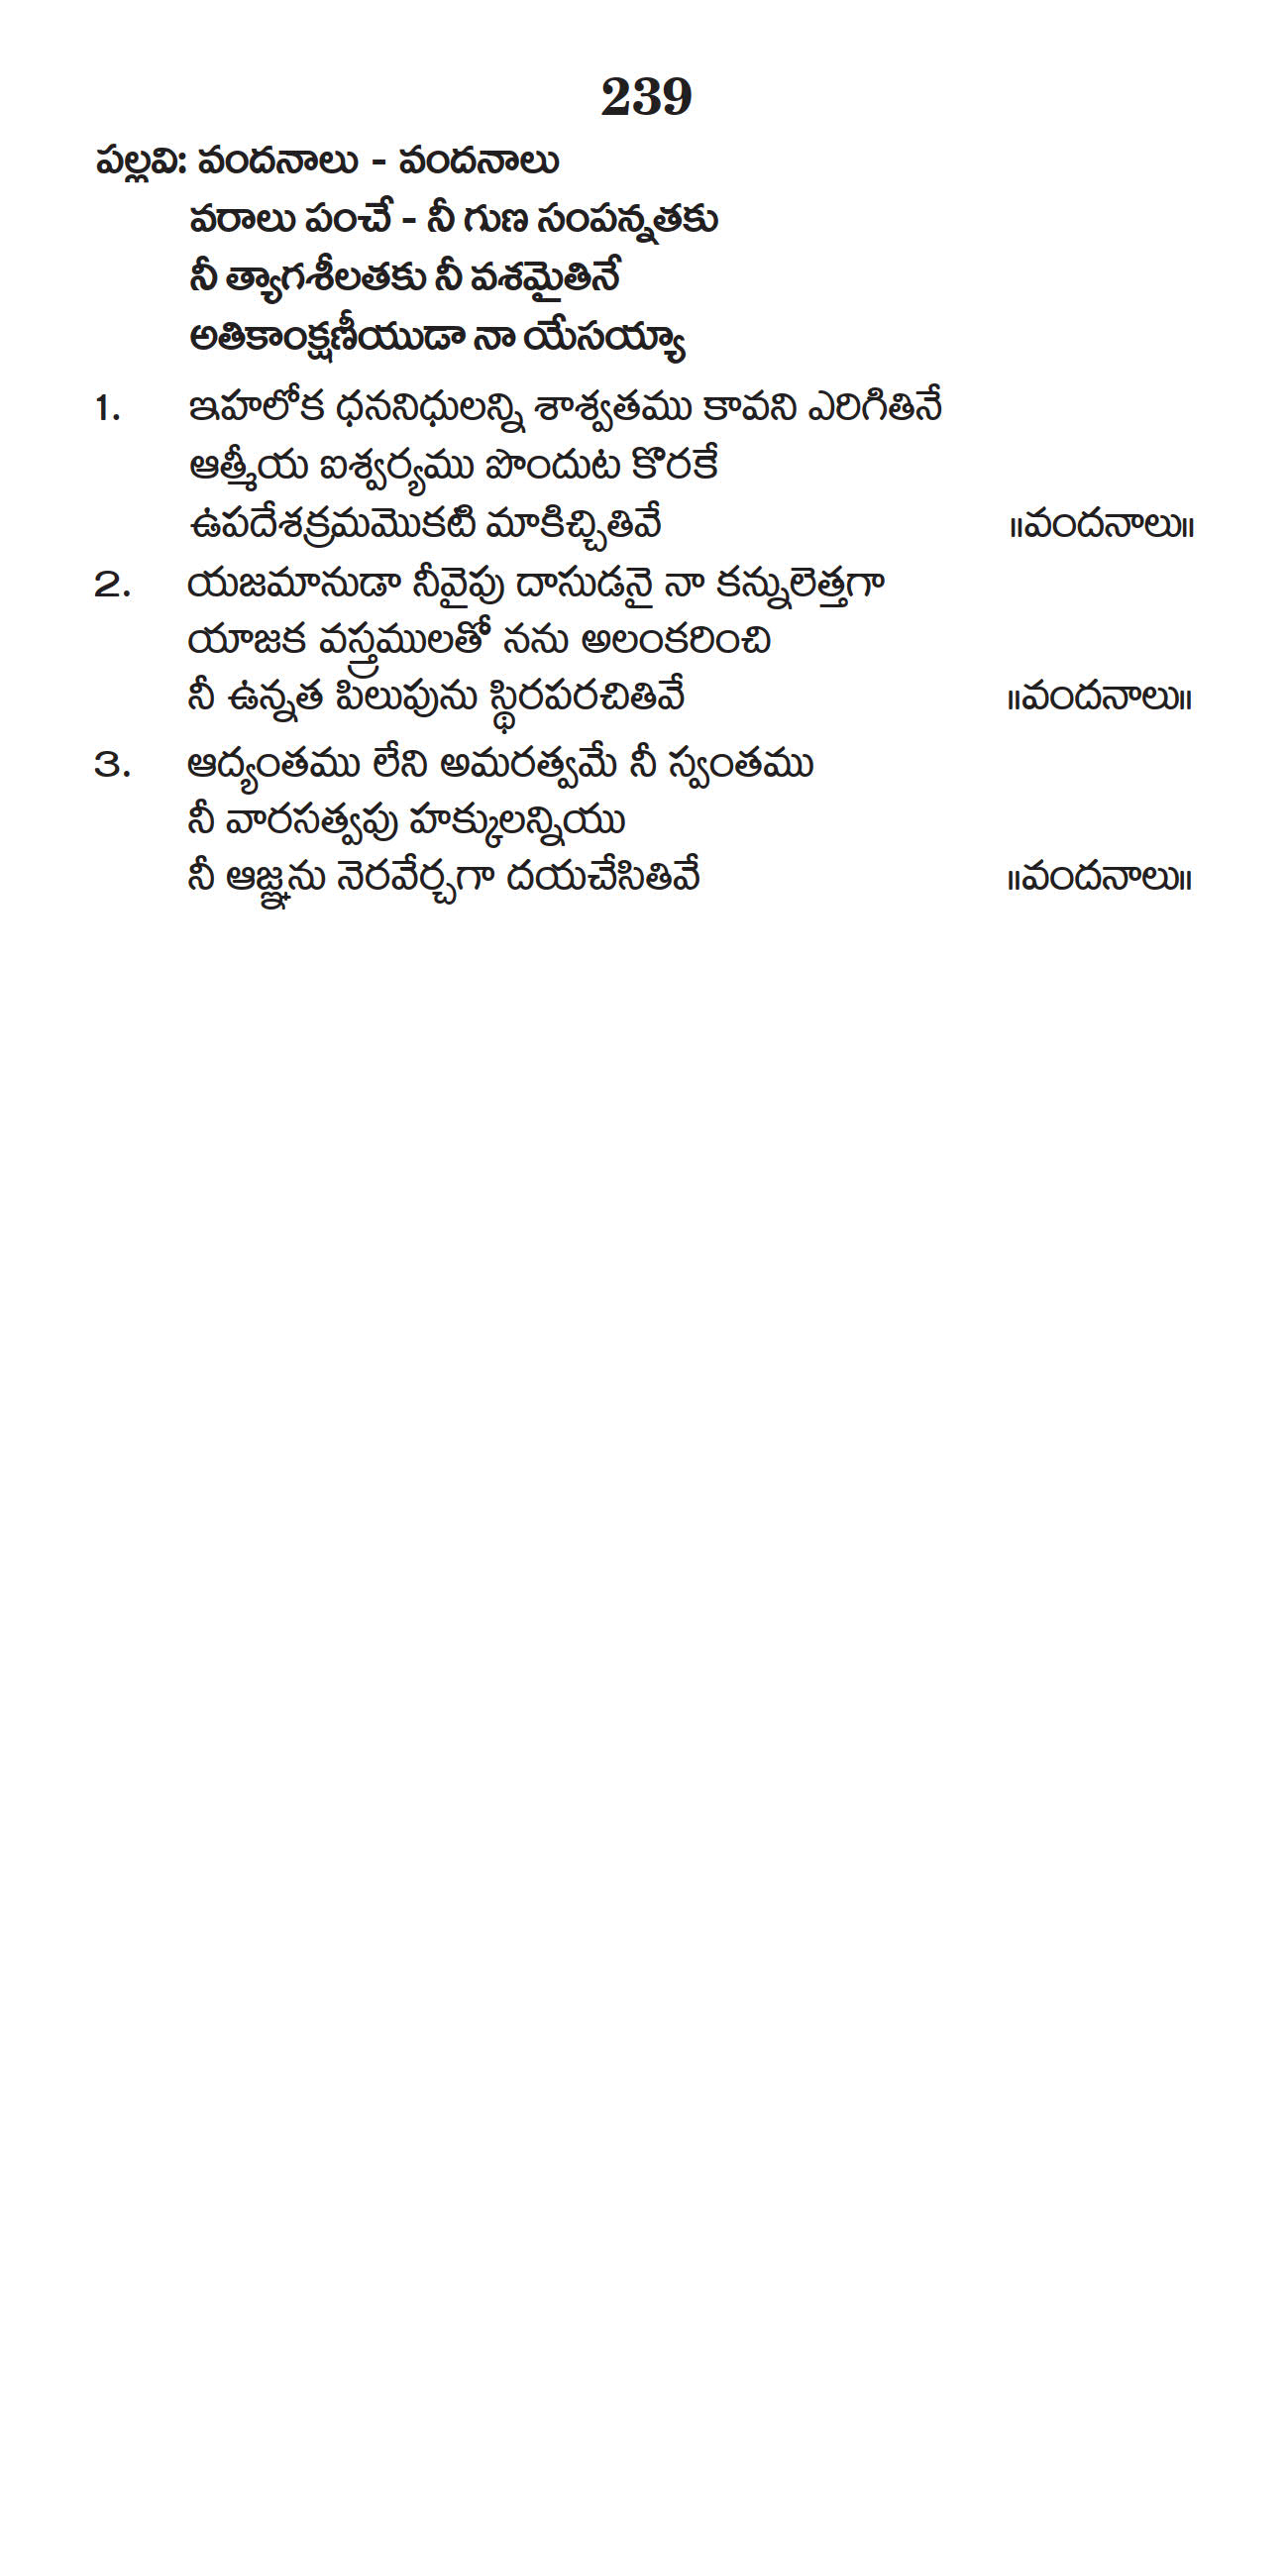 239
పల్లవి: వందనాలు - వందనాలు
వరాలు పంచే - నీ గుణ సంపన్నతకు
నీ త్యాగశీలతకు నీ వశమైతినే
అతికాంక్షణీయుడా నా యేసయ్యా
1. ఇహలోక ధననిధులన్ని శాశ్వతము కావని ఎరిగితినే
ఆత్మీయ ఐశ్వర్యము పొందుట కొరకే
ఉపదేశక్రమమొకటి మాకిచ్చితివే ॥వందనాలు॥
2. యజమానుడా నీవైపు దాసుడనై నా కన్నులెత్తగా
యాజక వస్త్రములతో నను అలంకరించి
నీ ఉన్నత పిలుపును స్థిరపరచితివే ॥వందనాలు॥
3. ఆద్యంతము లేని అమరత్వమే నీ స్వంతము
నీ వారసత్వపు హక్కులన్నియు
నీ ఆజ్ఞను నెరవేర్చగా దయచేసితివే ॥వందనాలు॥